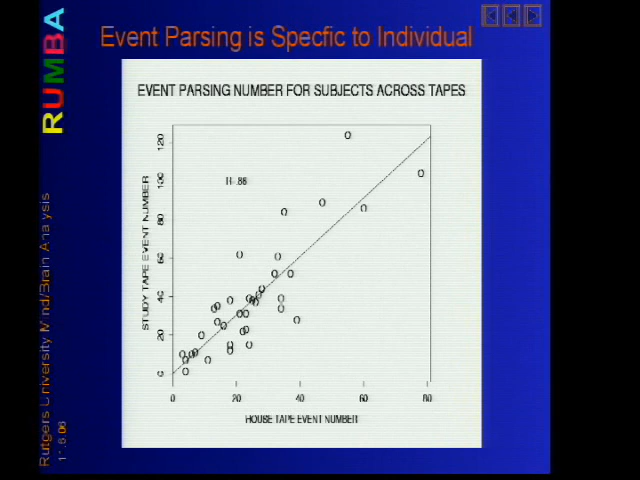 Event Parsing is Specfic to Individual
RUMBA
Rutgers University Mind/Brain Analysis
EVENT PARSING NUMBER FOR SUBJECTS ACROSS TAPES
STUDY TAPE EVENT NUMBER
120
100
80
60
40
20
0
0 20 40 60 80
HOUSE TAPE EVENT NUMBER